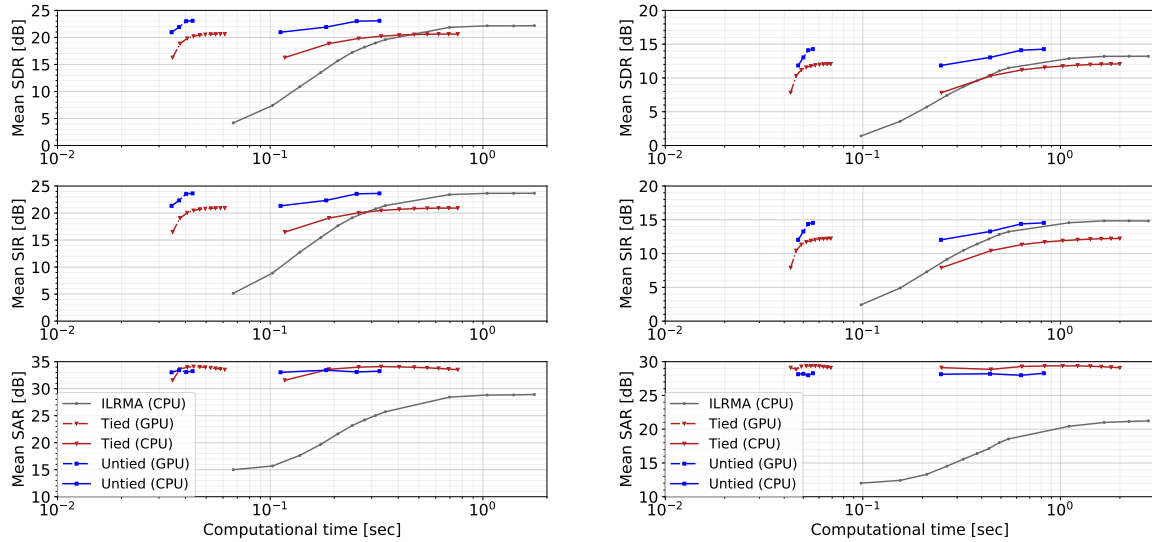 Mean SDR [dB]
25
20
15
10
5
0
10⁻² 10⁻¹ 10⁰
Mean SIR [dB]
25
20
15
10
5
0
10⁻² 10⁻¹ 10⁰
Mean SAR [dB]
35
30
25
20
15
10
ILRMA (CPU)
Tied (GPU)
Tied (CPU)
Untied (GPU)
Untied (CPU)
10⁻² 10⁻¹ 10⁰
Computational time [sec]
Mean SDR [dB]
20
15
10
5
0
10⁻² 10⁻¹ 10⁰
Mean SIR [dB]
20
15
10
5
0
10⁻² 10⁻¹ 10⁰
Mean SAR [dB]
30
25
20
15
10
ILRMA (CPU)
Tied (GPU)
Tied (CPU)
Untied (GPU)
Untied (CPU)
10⁻² 10⁻¹ 10⁰
Computational time [sec]